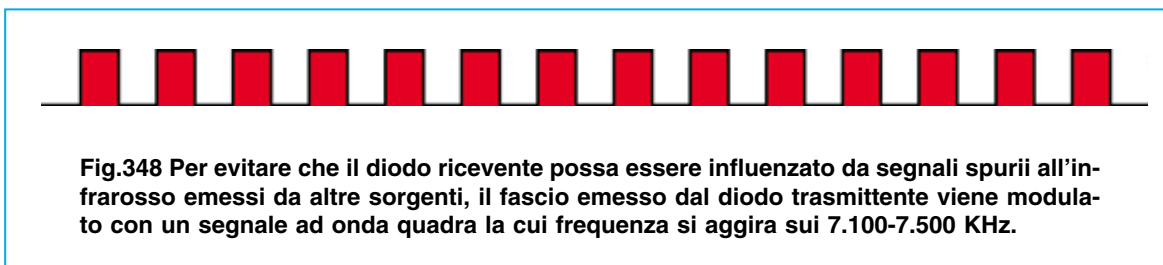 Fig.348 Per evitare che il diodo ricevente possa essere influenzato da segnali spurii all'in-
frarosso emessi da altre sorgenti, il fascio emesso dal diodo trasmittente viene modula-
to con un segnale ad onda quadra la cui frequenza si aggira sui 7.100-7.500 KHz.